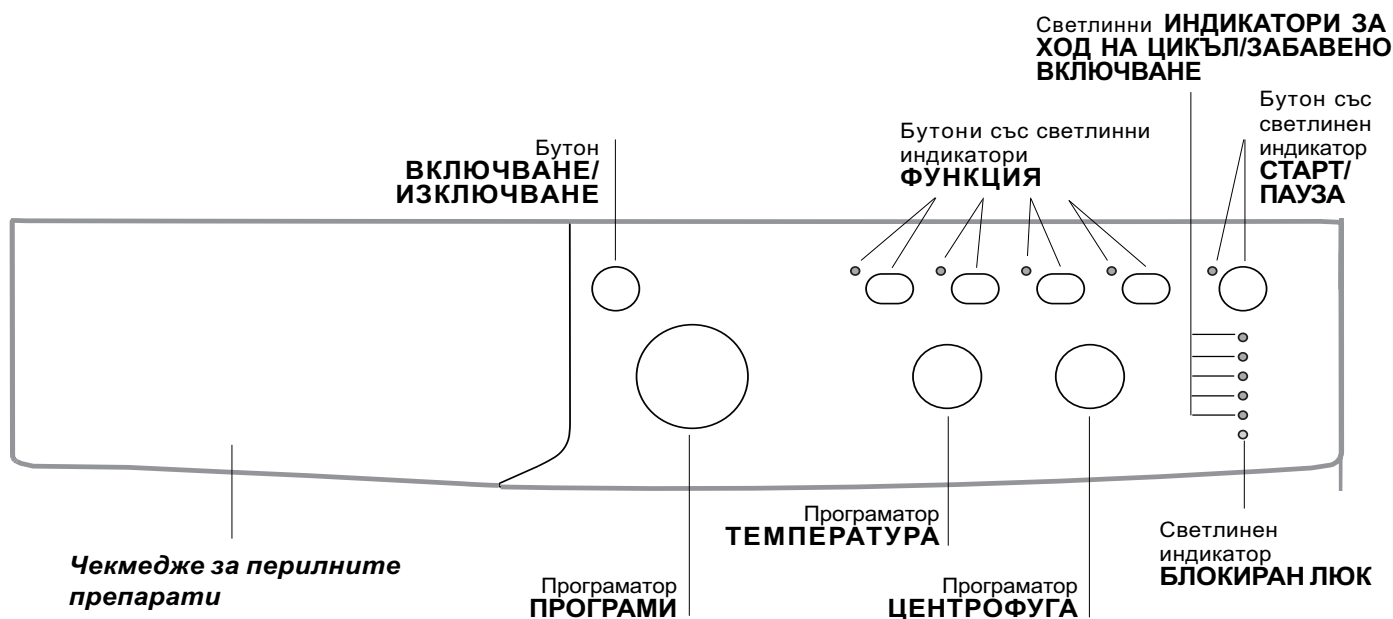 Светлинни ИНДИКАТОРИ ЗА
ХОД НА ЦИКЪЛ/ЗАБАВЕНО
ВКЛЮЧВАНЕ
Бутон със
светлинен
индикатор
СТАРТ/
ПАУЗА
Бутони със светлинни
индикатори
ФУНКЦИЯ
Бутон
ВКЛЮЧВАНЕ/
ИЗКЛЮЧВАНЕ
Чекмедже за перилните
препарати
Програматор
ПРОГРАМИ
Програматор
ТЕМПЕРАТУРА
Програматор
ЦЕНТРОФУГА
Светлинен
индикатор
БЛОКИРАН ЛЮК